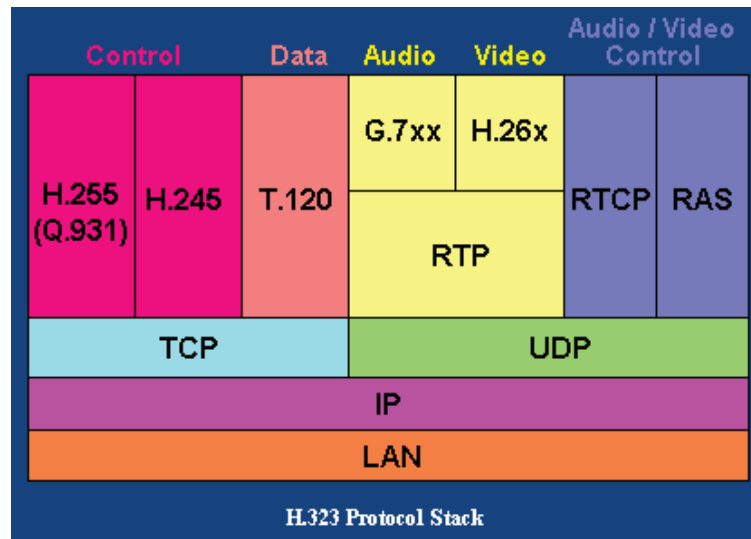 Control Data Audio Video Audio / Video
Control
G.7xx H.26x
H.255
(Q.931) H.245 T.120 RTP RTCP RAS
TCP UDP
IP
LAN
H.323 Protocol Stack